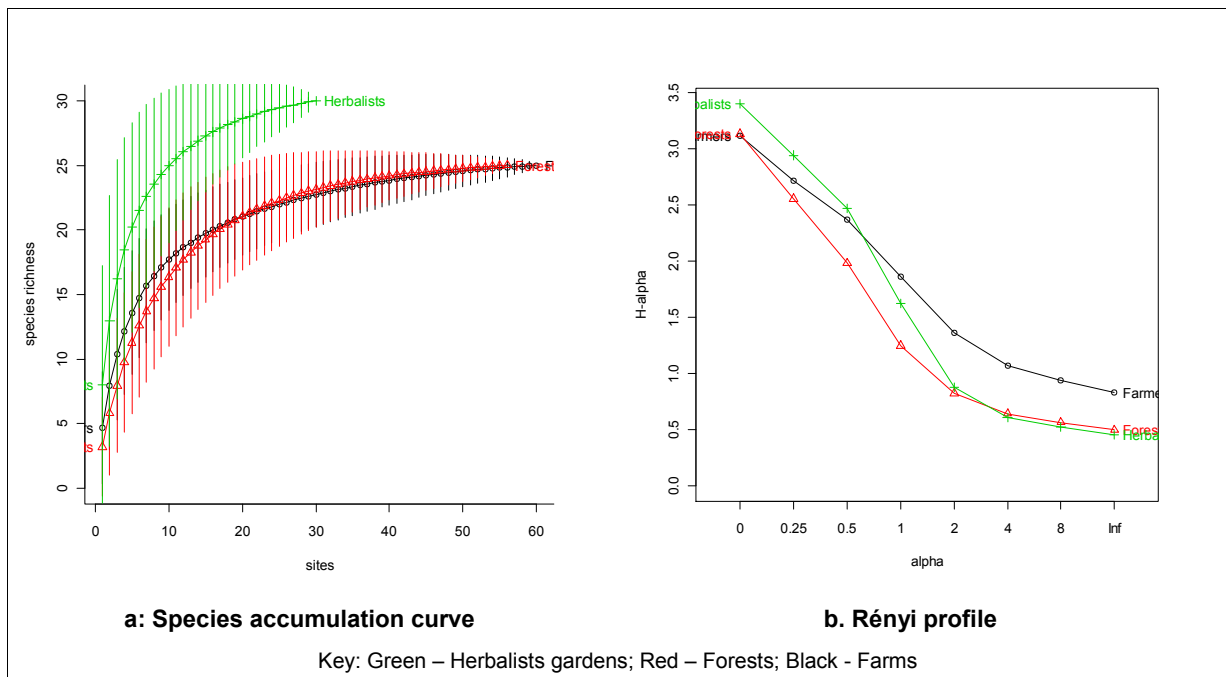 species richness
30
25
20
15
10
5
0
Herbalists
0 10 20 30 40 50 60
sites
H-alpha
3.5
3.0
2.5
2.0
1.5
1.0
0.5
0.0
0 0.25 0.5 1 2 4 8 Inf
alpha
a: Species accumulation curve
b. Rényi profile
Key: Green – Herbalists gardens; Red – Forests; Black - Farms